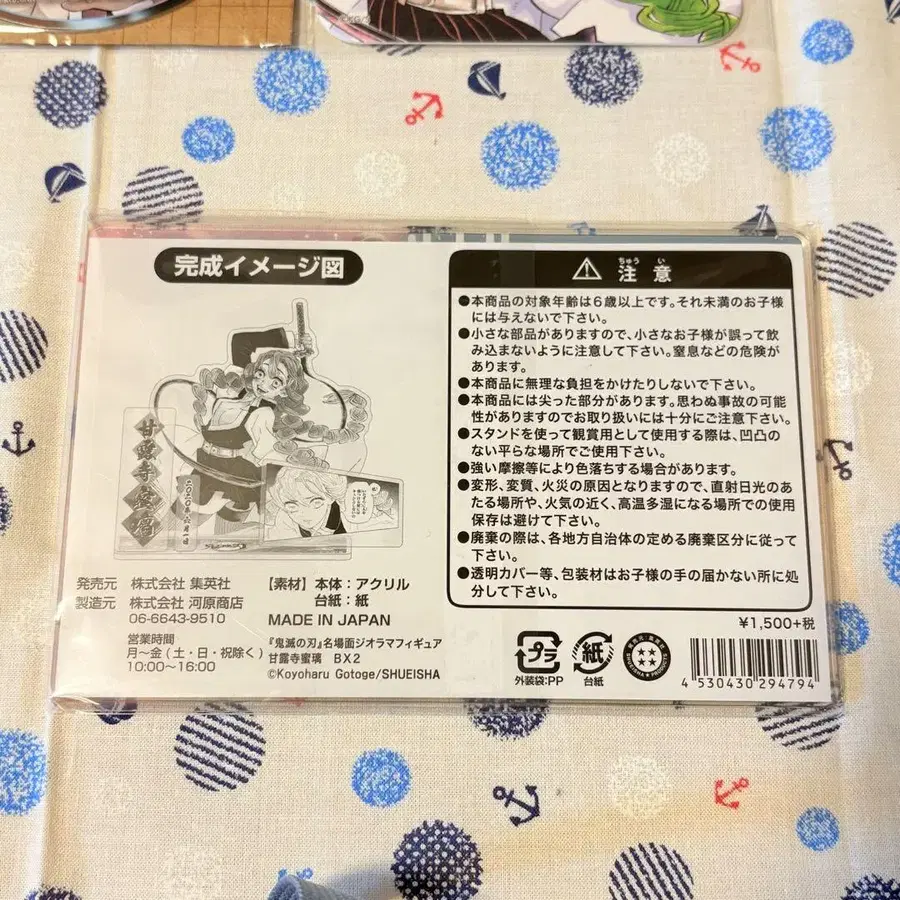 完成イメージ図
甘露寺蜜璃
注意
ちゅうい
●本商品の対象年齢は6歳以上です。それ未満のお子様
には与えないで下さい。
●小さな部品がありますので、小さなお子様が誤って飲
み込まないように注意して下さい。窒息などの危険が
あります。
●本商品に無理な負担をかけたりしないで下さい。
●本商品には尖った部分があります。思わぬ事故の可能
性がありますのでお取り扱いには十分にご注意下さい。
●スタンドを使って観賞用として使用する際は、凹凸の
ない平らな場所でご使用下さい。
●強い摩擦等により色落ちする場合があります。
●変形、変質、火災の原因となりますので、直射日光のあ
たる場所や、火気の近く、高温多湿になる場所での使用
保存は避けて下さい。
●廃棄の際は、各地方自治体の定める廃棄区分に従って
下さい。
●透明カバー等、包装材はお子様の手の届かない所に処
分して下さい。
発売元 株式会社 集英社
製造元 株式会社 河原商店
06-6643-9510
営業時間
月〜金(土・日・祝除く)
10:00〜16:00
【素材】本体:アクリル
台紙:紙
MADE IN JAPAN
『鬼滅の刃』名場面ジオラマフィギュア
甘露寺蜜璃 BX2
©Koyoharu Gotoge/SHUEISHA
¥1,500+税
プラ
外装袋:PP
紙
台紙
4 530430 294794